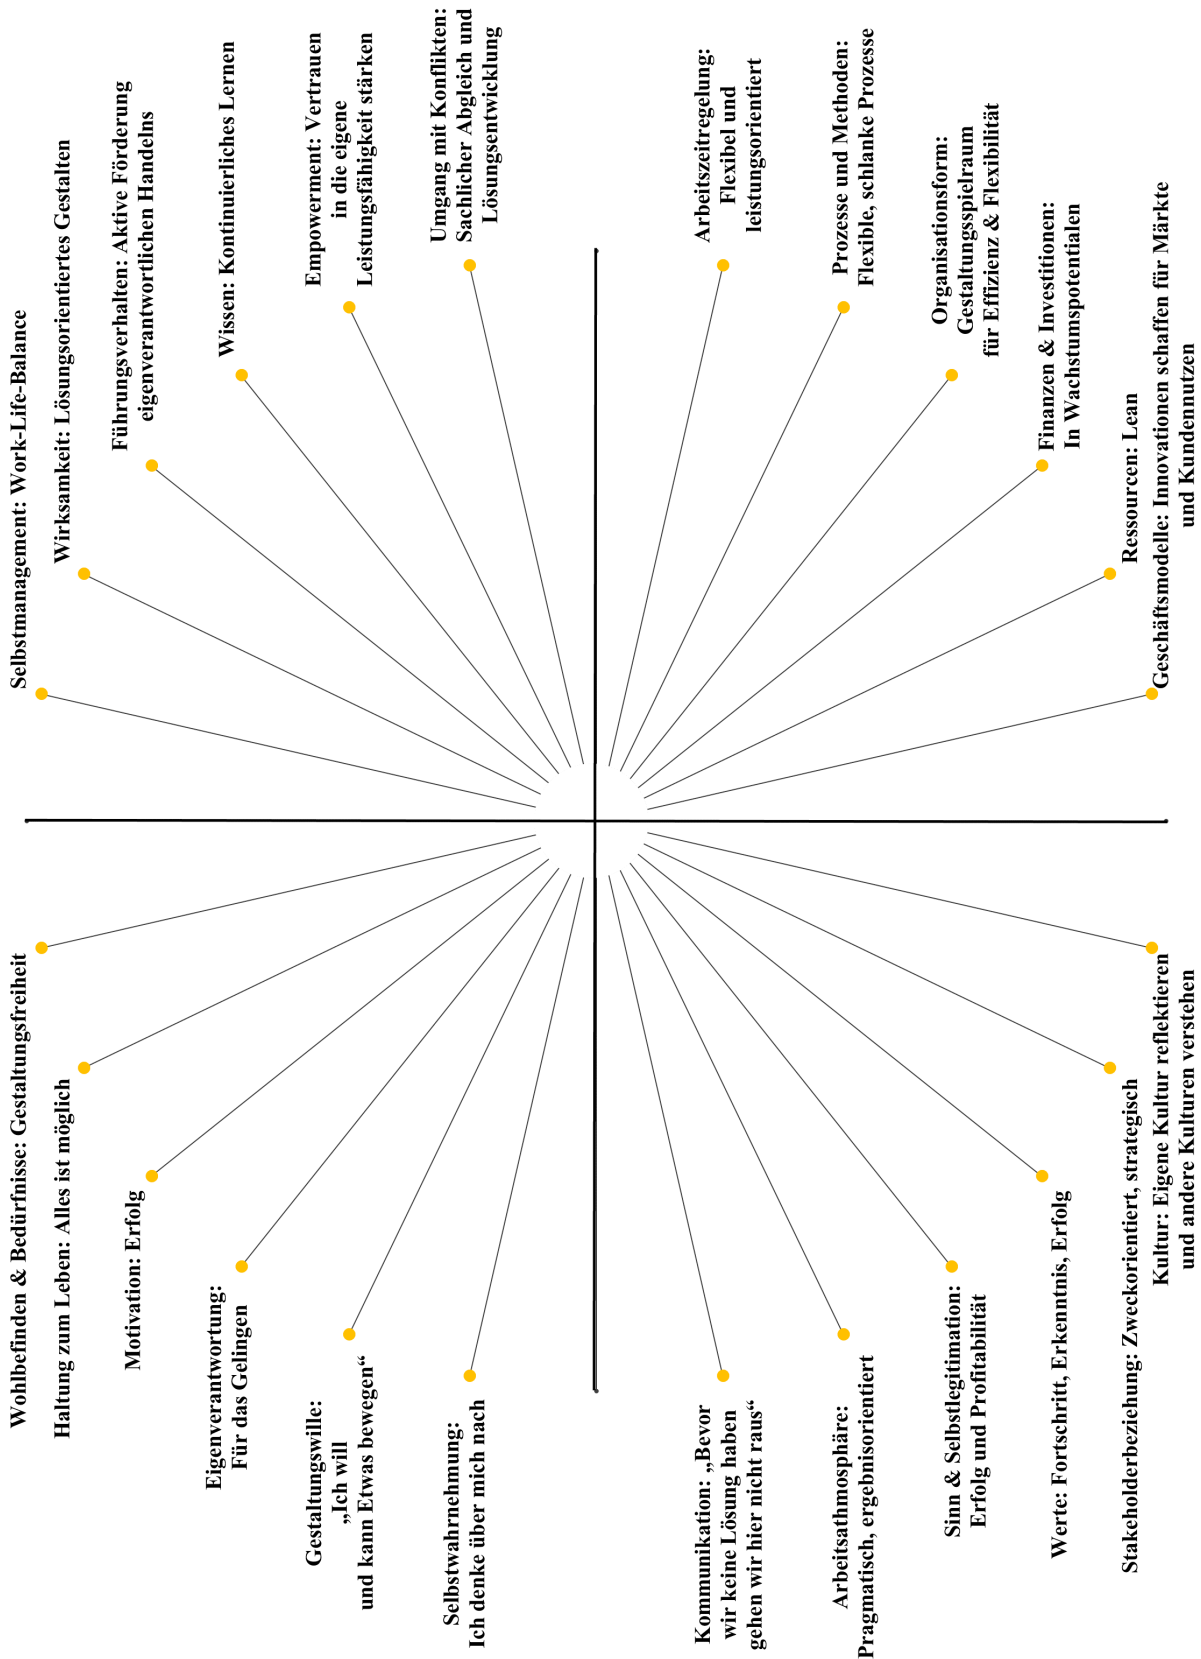 Wohlbefinden & Bedürfnisse: Gestaltungsfreiheit
Haltung zum Leben: Alles ist möglich
Motivation: Erfolg
Eigenverantwortung:
Für das Gelingen
Gestaltungswille:
„Ich will
und kann Etwas bewegen“
Selbstwahrnehmung:
Ich denke über mich nach
Kommunikation: „Bevor
wir keine Lösung haben
gehen wir hier nicht raus“
Arbeitsathmosphäre:
Pragmatisch, ergebnisorientiert
Sinn & Selbstlegitimation:
Erfolg und Profitabilität
Werte: Fortschritt, Erkenntnis, Erfolg
Stakeholderbeziehung: Zweckorientiert, strategisch
Kultur: Eigene Kultur reflektieren
und andere Kulturen verstehen
Selbstmanagement: Work-Life-Balance
Wirksamkeit: Lösungsorientiertes Gestalten
Führungsverhalten: Aktive Förderung
eigenverantwortlichen Handelns
Wissen: Kontinuierliches Lernen
Empowerment: Vertrauen
in die eigene
Leistungsfähigkeit stärken
Umgang mit Konflikten:
Sachlicher Abgleich und
Lösungsentwicklung
Arbeitszeitregelung:
Flexibel und
leistungsorientiert
Prozesse und Methoden:
Flexible, schlanke Prozesse
Organisationsform:
Gestaltungsspielraum
für Effizienz & Flexibilität
Finanzen & Investitionen:
In Wachstumspotentialen
Ressourcen: Lean
Geschäftsmodelle: Innovationen schaffen für Märkte
und Kundennutzen